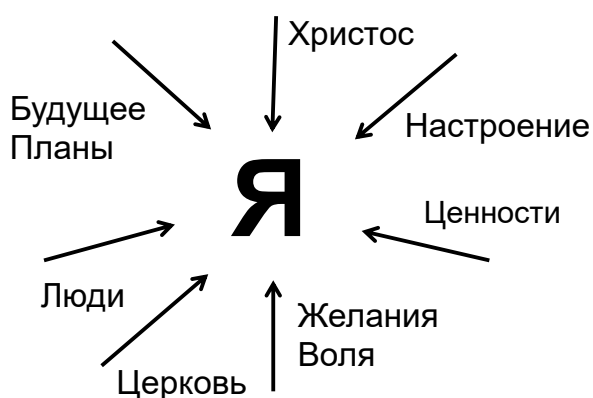 Христос
Будущее
Планы
Настроение
Я
Ценности
Люди
Желания
Воля
Церковь